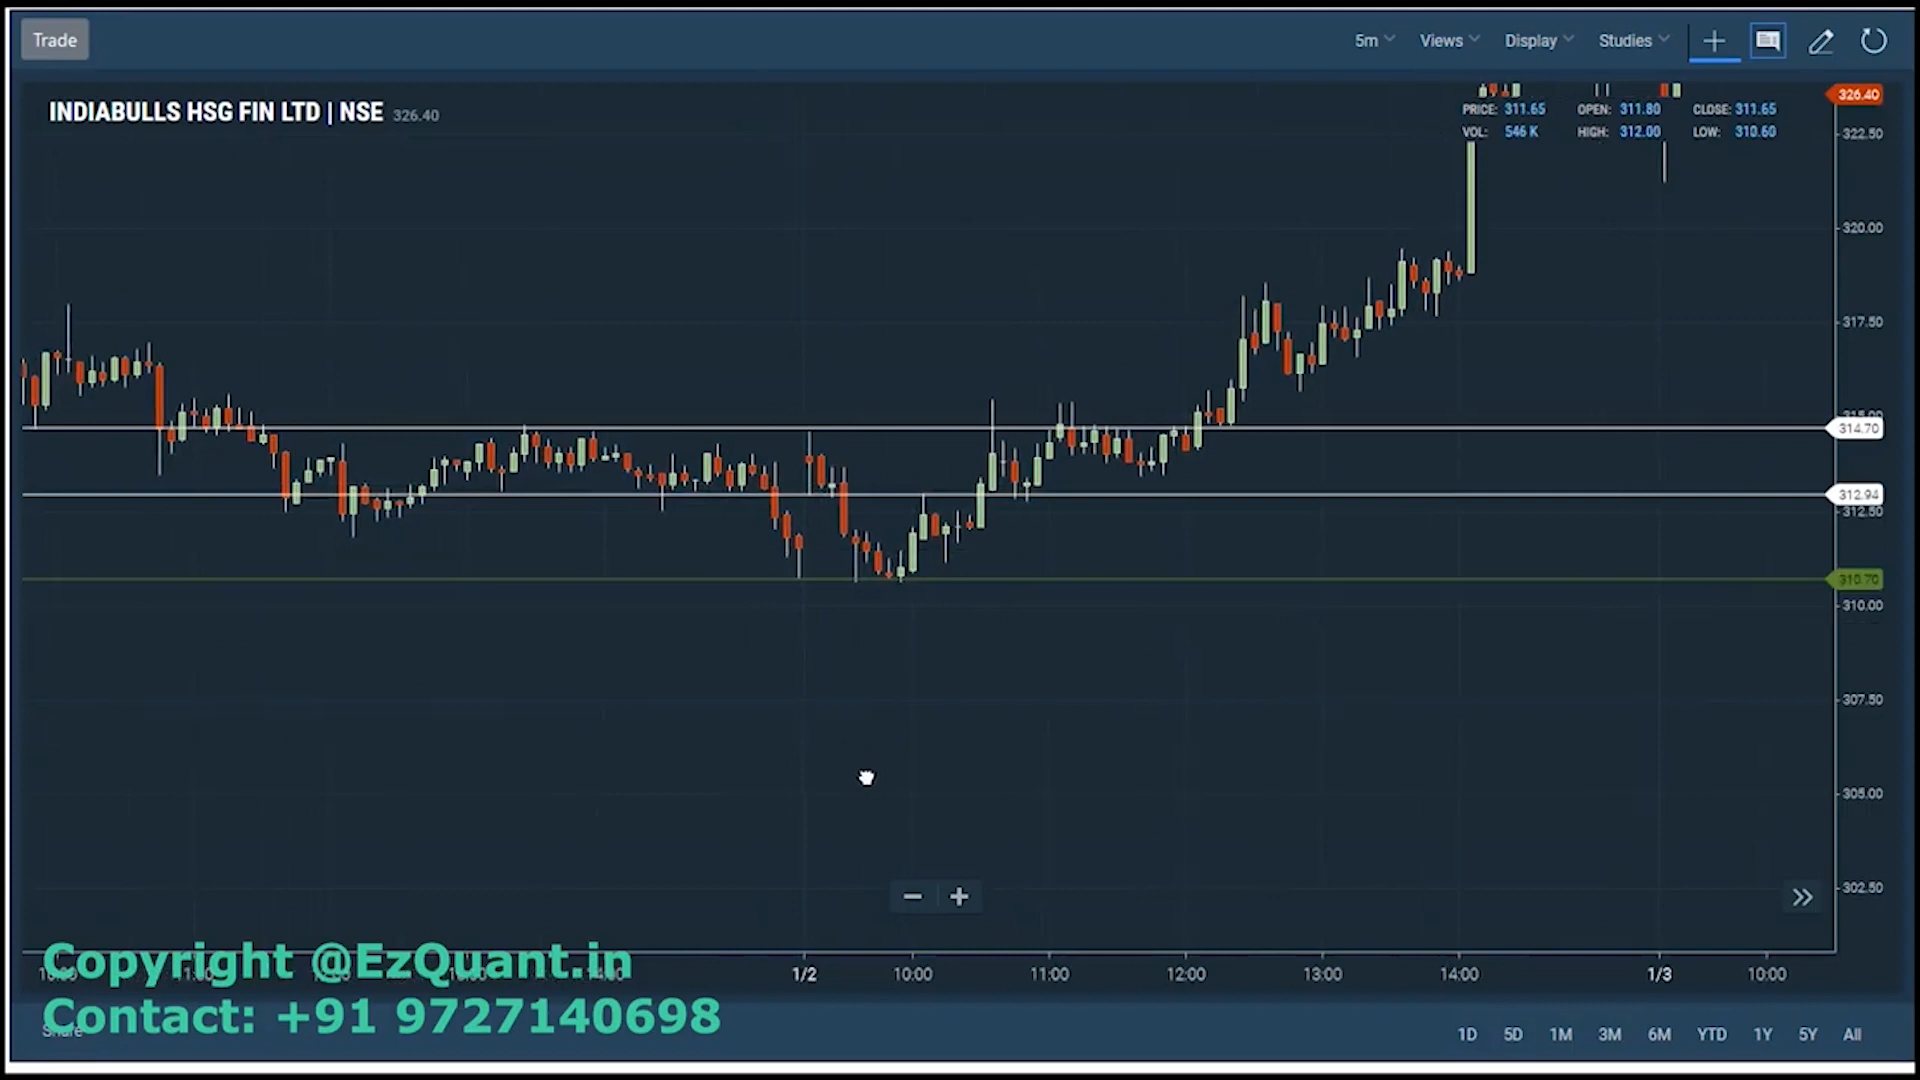 Trade
5m Views Display Studies
INDIABULLS HSG FIN LTD | NSE 326.40
PRICE: 311.65 OPEN: 311.80 CLOSE: 311.65
VOL: 546 K HIGH: 312.00 LOW: 310.60
326.40
322.50
320.00
317.50
315.00
314.70
312.94
312.50
310.70
310.00
307.50
305.00
302.50
Copyright @EzQuant.in
1/2 10:00 11:00 12:00 13:00 14:00 1/3 10:00
Contact: +91 9727140698
Share
1D 5D 1M 3M 6M YTD 1Y 5Y All